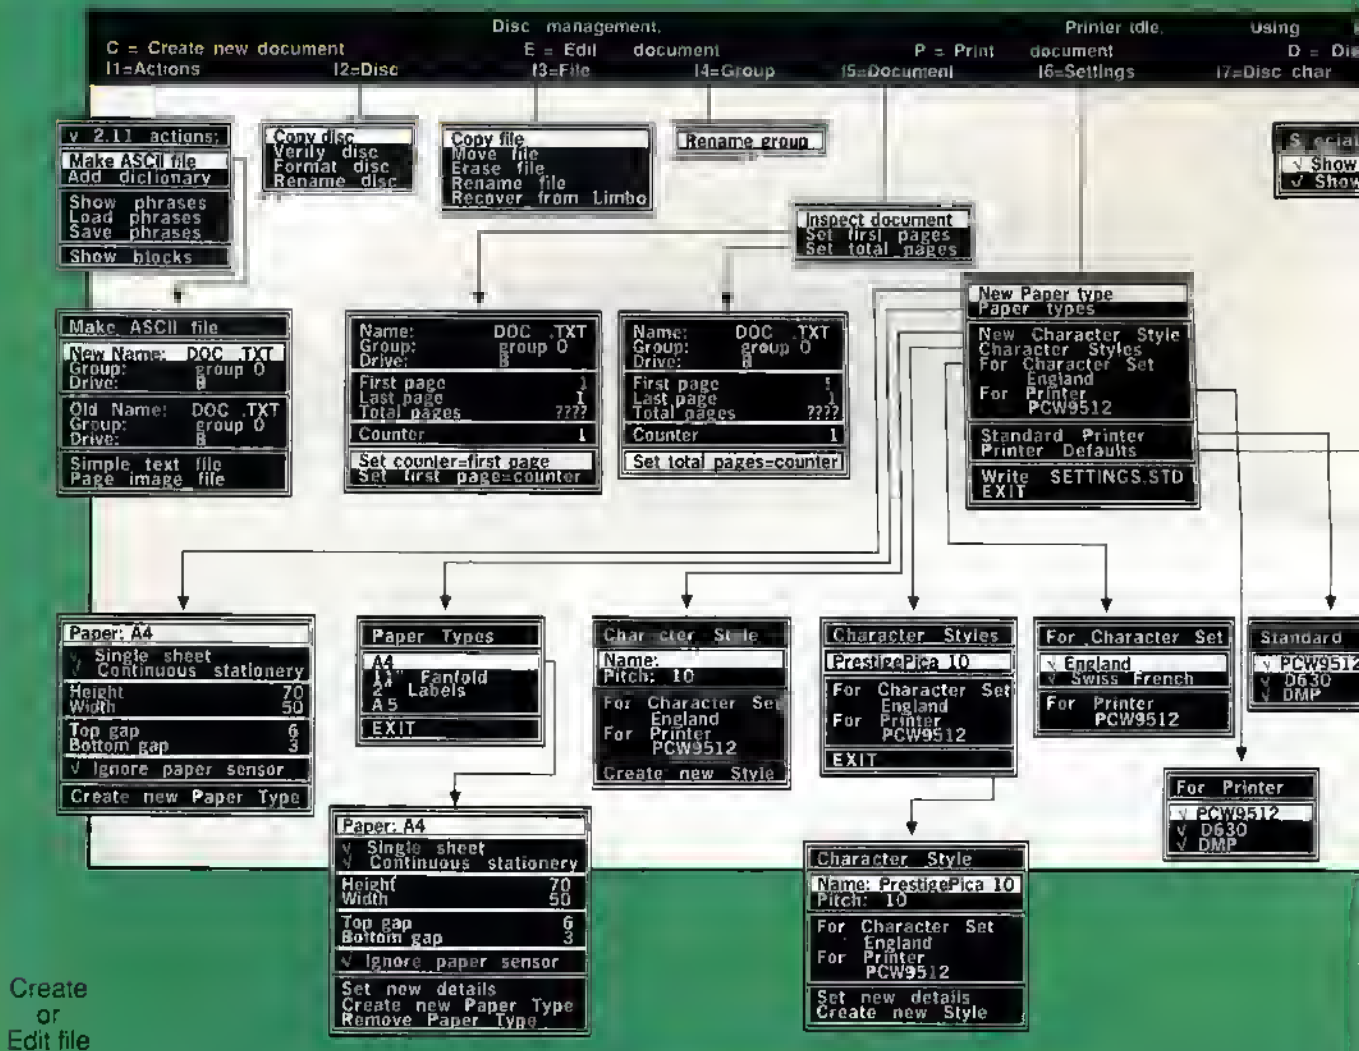 Disc management. Printer idle. Using
C = Create new document E = Edit document P = Print document D = Dis
f1=Actions f2=Disc f3=File f4=Group f5=Document f6=Settings f7=Disc char
v 2.11 actions:
Make ASCII file
Add dictionary
Show phrases
Load phrases
Save phrases
Show blocks
Copy disc
Verify disc
Format disc
Rename disc
Copy file
Move file
Erase file
Rename file
Recover from Limbo
Rename group
Inspect document
Set first pages
Set total pages
√ Show
√ Show
Make ASCII file
New Name: DOC .TXT
Group: group 0
Drive: B
Old Name: DOC .TXT
Group: group 0
Drive: B
Simple text file
Page image file
Name: DOC .TXT
Group: group 0
Drive: B
First page 1
Last page 1
Total pages ????
Counter 1
Set counter=first page
Set first page=counter
Name: DOC .TXT
Group: group 0
Drive: B
First page 1
Last page 1
Total pages ????
Counter 1
Set total pages=counter
New Paper type
Paper types
New Character Style
Character Styles
For Character Set
England
For Printer
PCW9512
Standard Printer
Printer Defaults
Write SETTINGS.STD
EXIT
Paper: A4
√ Single sheet
√ Continuous stationery
Height 70
Width 50
Top gap 6
Bottom gap 3
√ Ignore paper sensor
Create new Paper Type
Paper Types
A4
11" Fanfold
2" Labels
A5
EXIT
Character Style
Name:
Pitch: 10
For Character Set
England
For Printer
PCW9512
Create new Style
Character Styles
PrestigePica 10
For Character Set
England
For Printer
PCW9512
EXIT
For Character Set
√ England
√ Swiss French
For Printer
PCW9512
Standard
√ PCW9512
√ D630
√ DMP
For Printer
√ PCW9512
√ D630
√ DMP
Paper: A4
√ Single sheet
√ Continuous stationery
Height 70
Width 50
Top gap 6
Bottom gap 3
√ Ignore paper sensor
Set new details
Create new Paper Type
Remove Paper Type
Character Style
Name: PrestigePica 10
Pitch: 10
For Character Set
England
For Printer
PCW9512
Set new details
Create new Style
Create
or
Edit file